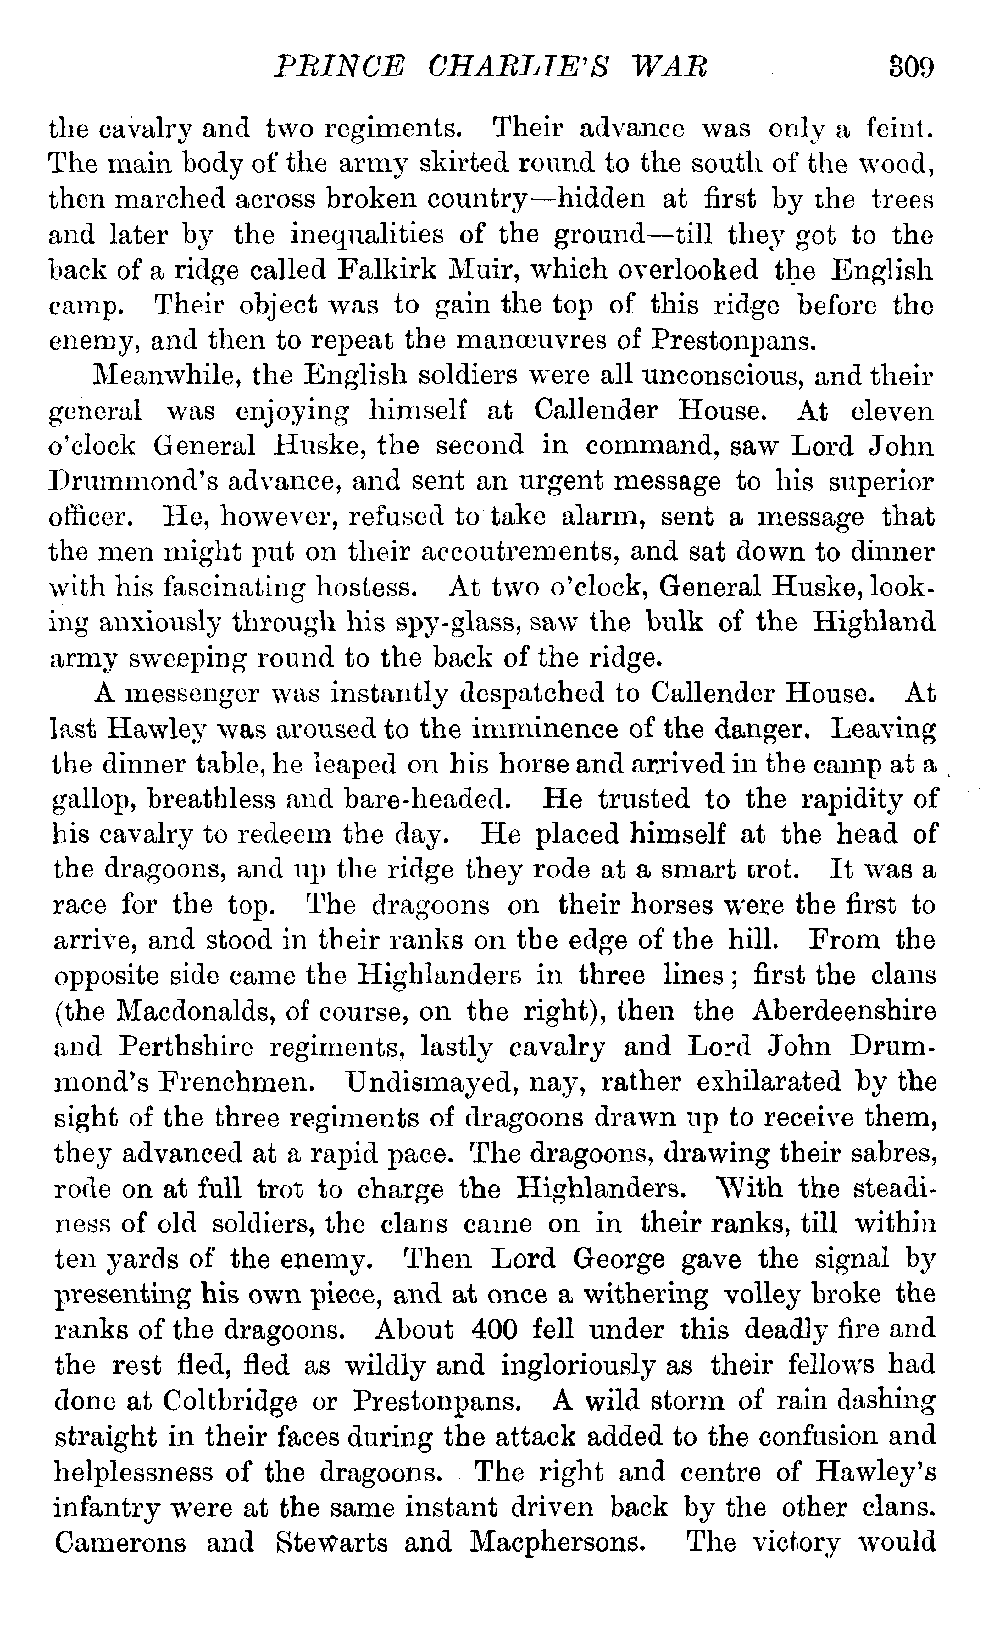 PRINCE CHARLIE'S WAR 309
the cavalry and two regiments. Their advance was only a feint.
The main body of the army skirted round to the south of the wood,
then marched across broken country—hidden at first by the trees
and later by the inequalities of the ground—till they got to the
back of a ridge called Falkirk Muir, which overlooked the English
camp. Their object was to gain the top of this ridge before the
enemy, and then to repeat the manœuvres of Prestonpans.
Meanwhile, the English soldiers were all unconscious, and their
general was enjoying himself at Callender House. At eleven
o'clock General Huske, the second in command, saw Lord John
Drummond's advance, and sent an urgent message to his superior
officer. He, however, refused to take alarm, sent a message that
the men might put on their accoutrements, and sat down to dinner
with his fascinating hostess. At two o'clock, General Huske, look-
ing anxiously through his spy-glass, saw the bulk of the Highland
army sweeping round to the back of the ridge.
A messenger was instantly despatched to Callender House. At
last Hawley was aroused to the imminence of the danger. Leaving
the dinner table, he leaped on his horse and arrived in the camp at a
gallop, breathless and bare-headed. He trusted to the rapidity of
his cavalry to redeem the day. He placed himself at the head of
the dragoons, and up the ridge they rode at a smart trot. It was a
race for the top. The dragoons on their horses were the first to
arrive, and stood in their ranks on the edge of the hill. From the
opposite side came the Highlanders in three lines; first the clans
(the Macdonalds, of course, on the right), then the Aberdeenshire
and Perthshire regiments, lastly cavalry and Lord John Drum-
mond's Frenchmen. Undismayed, nay, rather exhilarated by the
sight of the three regiments of dragoons drawn up to receive them,
they advanced at a rapid pace. The dragoons, drawing their sabres,
rode on at full trot to charge the Highlanders. With the steadi-
ness of old soldiers, the clans came on in their ranks, till within
ten yards of the enemy. Then Lord George gave the signal by
presenting his own piece, and at once a withering volley broke the
ranks of the dragoons. About 400 fell under this deadly fire and
the rest fled, fled as wildly and ingloriously as their fellows had
done at Coltbridge or Prestonpans. A wild storm of rain dashing
straight in their faces during the attack added to the confusion and
helplessness of the dragoons. The right and centre of Hawley's
infantry were at the same instant driven back by the other clans.
Camerons and Stewarts and Macphersons. The victory would